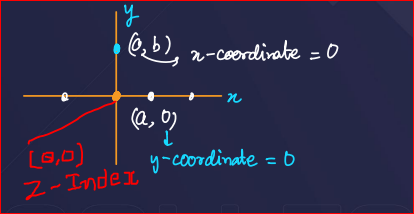 y
(0,b) x-coordinate = 0
x
(a,0)
[0,0] y-coordinate = 0
Z-Index